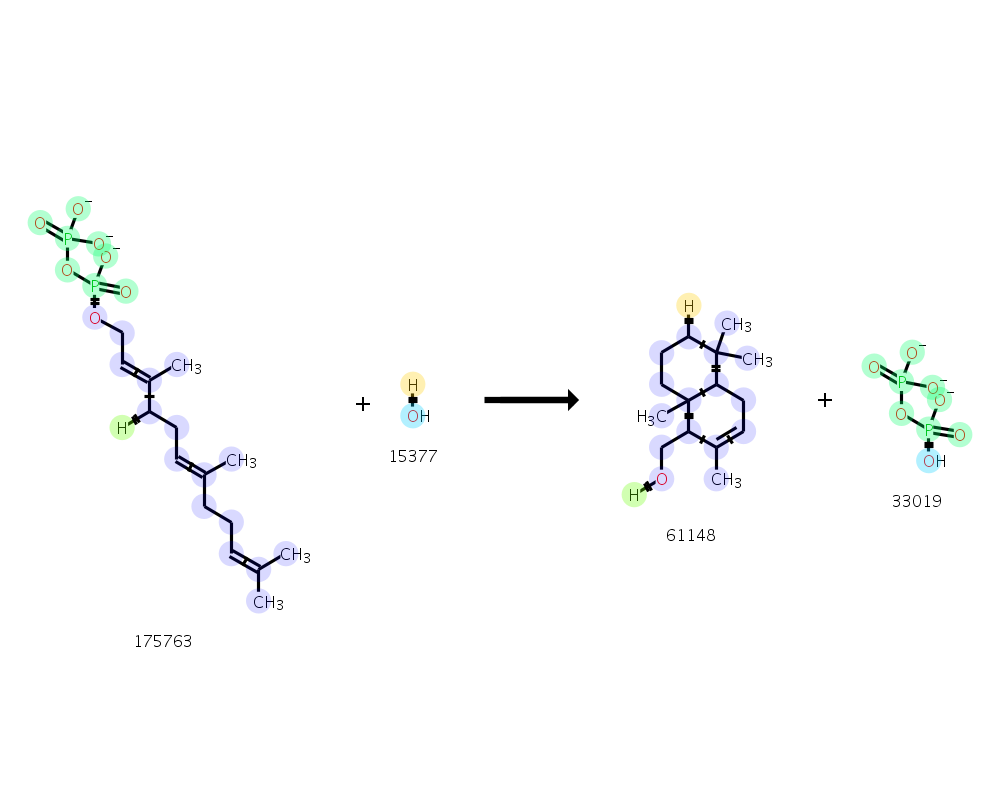 O O⁻
P O⁻
O O⁻
P O
O
CH₃
H
CH₃
CH₃
CH₃
175763
+
H
OH
15377
H
CH₃
CH₃
H₃C
O
CH₃
H
61148
+
O O⁻
P O⁻
O O⁻
P O
OH
33019